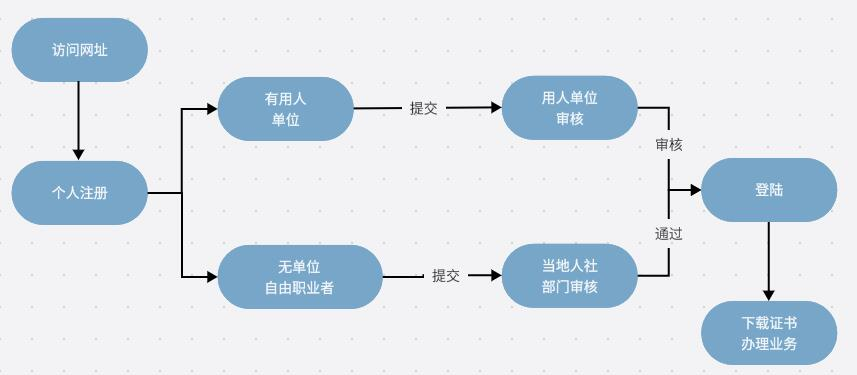 访问网址
个人注册
有用人
单位
提交
用人单位
审核
审核
无单位
自由职业者
提交
当地人社
部门审核
通过
登陆
下载证书
办理业务